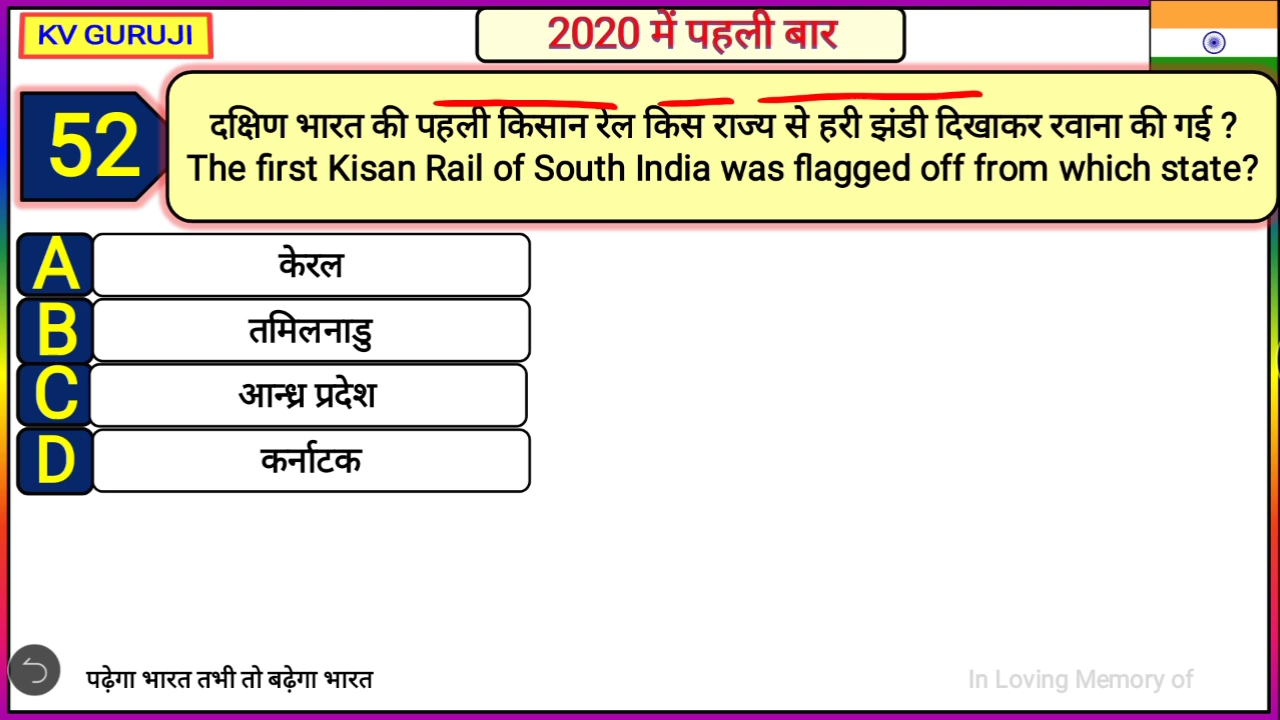 KV GURUJI
2020 में पहली बार
52
दक्षिण भारत की पहली किसान रेल किस राज्य से हरी झंडी दिखाकर रवाना की गई ?
The first Kisan Rail of South India was flagged off from which state?
A केरल
B तमिलनाडु
C आन्ध्र प्रदेश
D कर्नाटक
पढ़ेगा भारत तभी तो बढ़ेगा भारत
In Loving Memory of